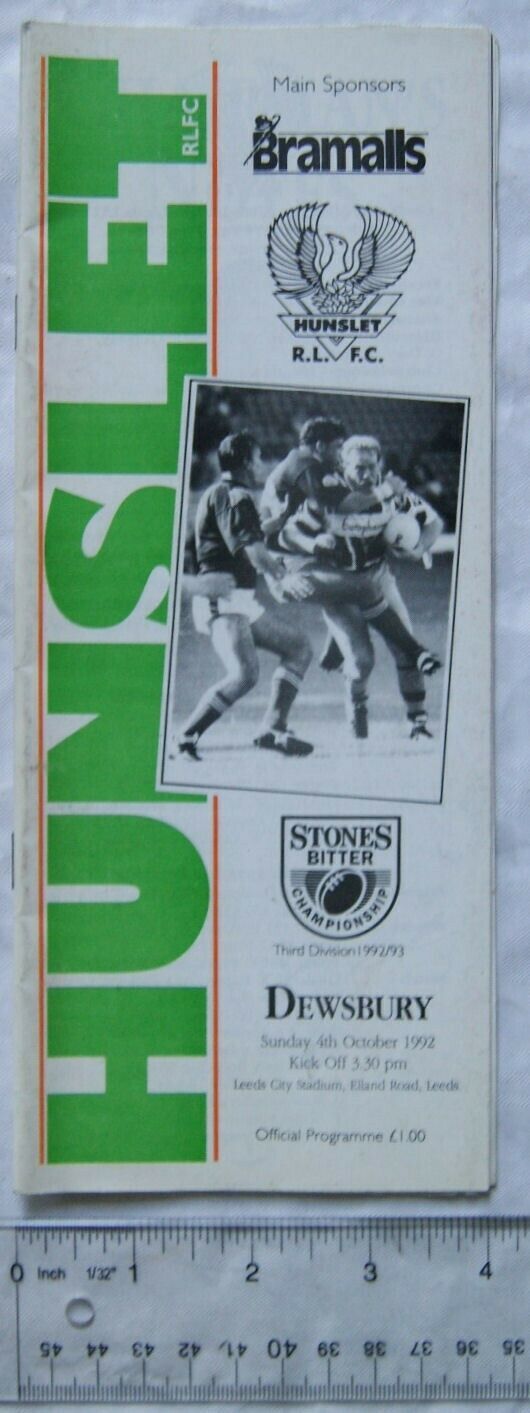 HUNSLET
RLFC
Main Sponsors
Bramalls
HUNSLET
R.L. F.C.
STONES
BITTER
CHAMPIONSHIP
Third Division 1992/93
DEWSBURY
Sunday 4th October 1992
Kick Off 3.30 pm
Leeds City Stadium, Elland Road, Leeds
Official Programme £1.00
0 Inch 1/32" 1 2 3 4
45 44 43 42 41 40 39 38 37 36 35